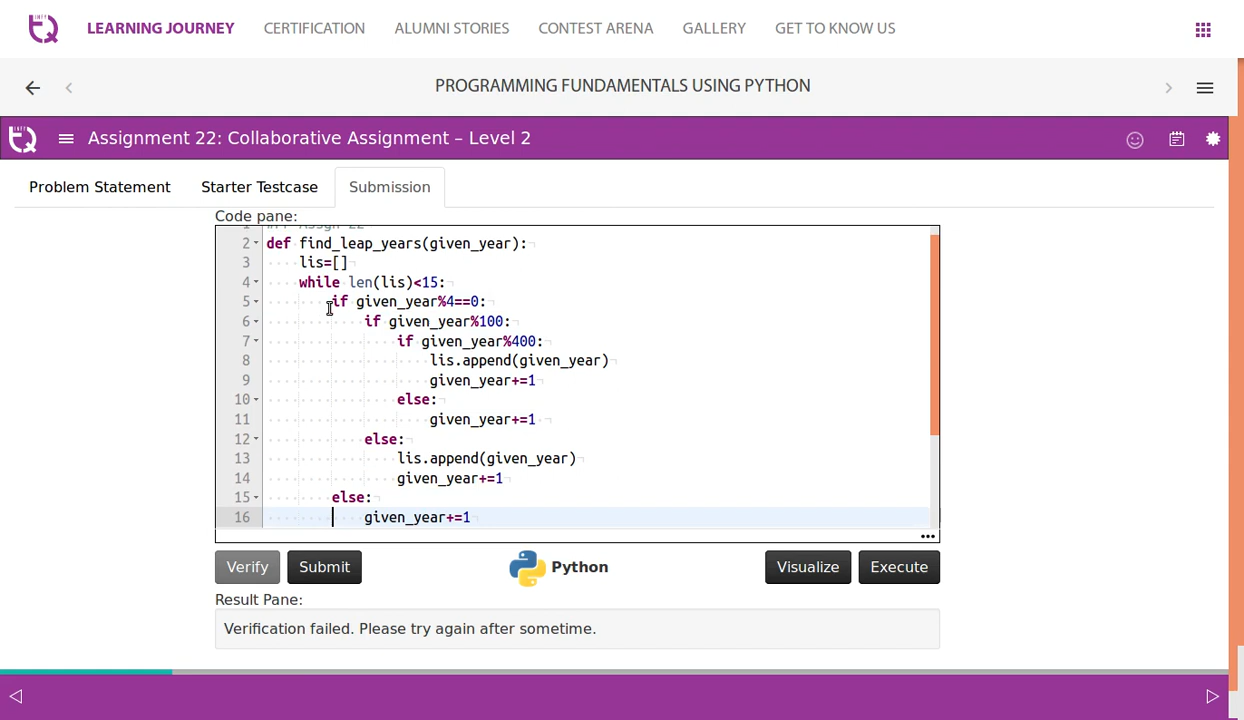 LEARNING JOURNEY CERTIFICATION ALUMNI STORIES CONTEST ARENA GALLERY GET TO KNOW US
PROGRAMMING FUNDAMENTALS USING PYTHON
Assignment 22: Collaborative Assignment – Level 2
Problem Statement Starter Testcase Submission
Code pane:
2 def find_leap_years(given_year):
3     lis=[]
4     while len(lis)<15:
5         if given_year%4==0:
6             if given_year%100:
7                 if given_year%400:
8                     lis.append(given_year)
9                     given_year+=1
10                 else:
11                     given_year+=1
12             else:
13                 lis.append(given_year)
14                 given_year+=1
15         else:
16             given_year+=1
Verify Submit Python Visualize Execute
Result Pane:
Verification failed. Please try again after sometime.